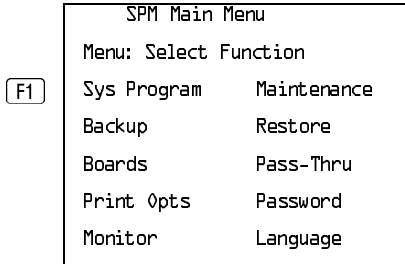 SPM Main Menu
Menu: Select Function
F1 Sys Program Maintenance
Backup Restore
Boards Pass-Thru
Print Opts Password
Monitor Language